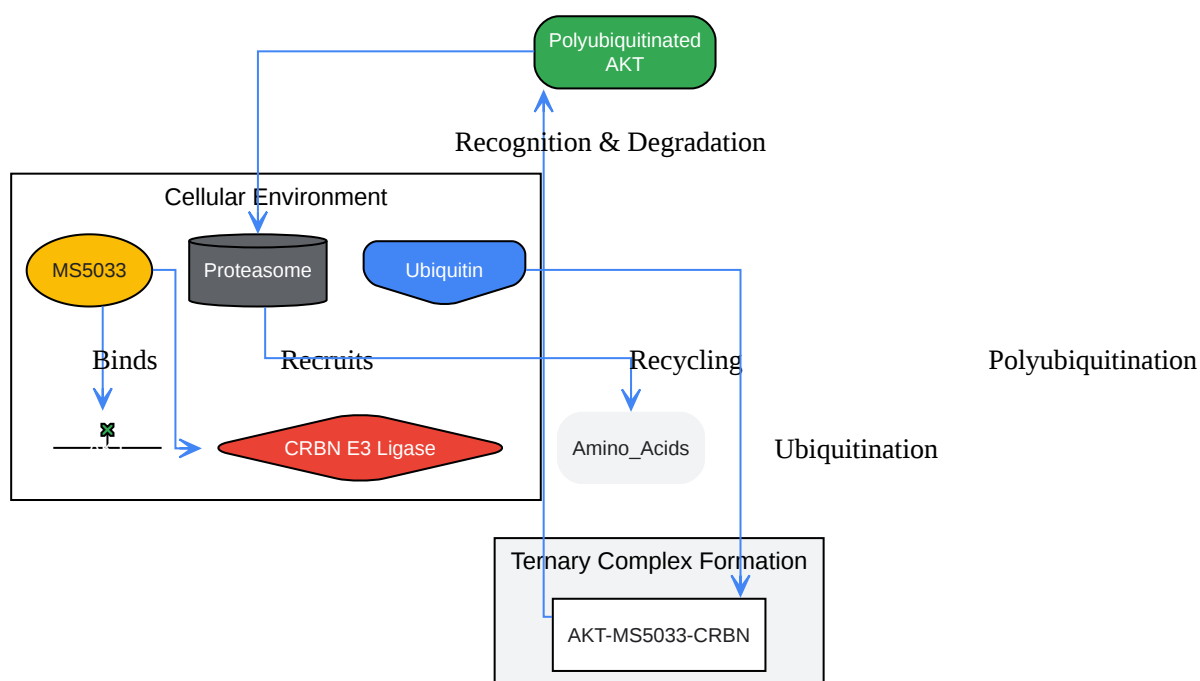 Polyubiquitinated
AKT
Recognition & Degradation
Cellular Environment
MS5033
Proteasome
Ubiquitin
Binds
Recruits
Recycling
Polyubiquitination
CRBN E3 Ligase
Amino_Acids
Ubiquitination
Ternary Complex Formation
AKT-MS5033-CRBN